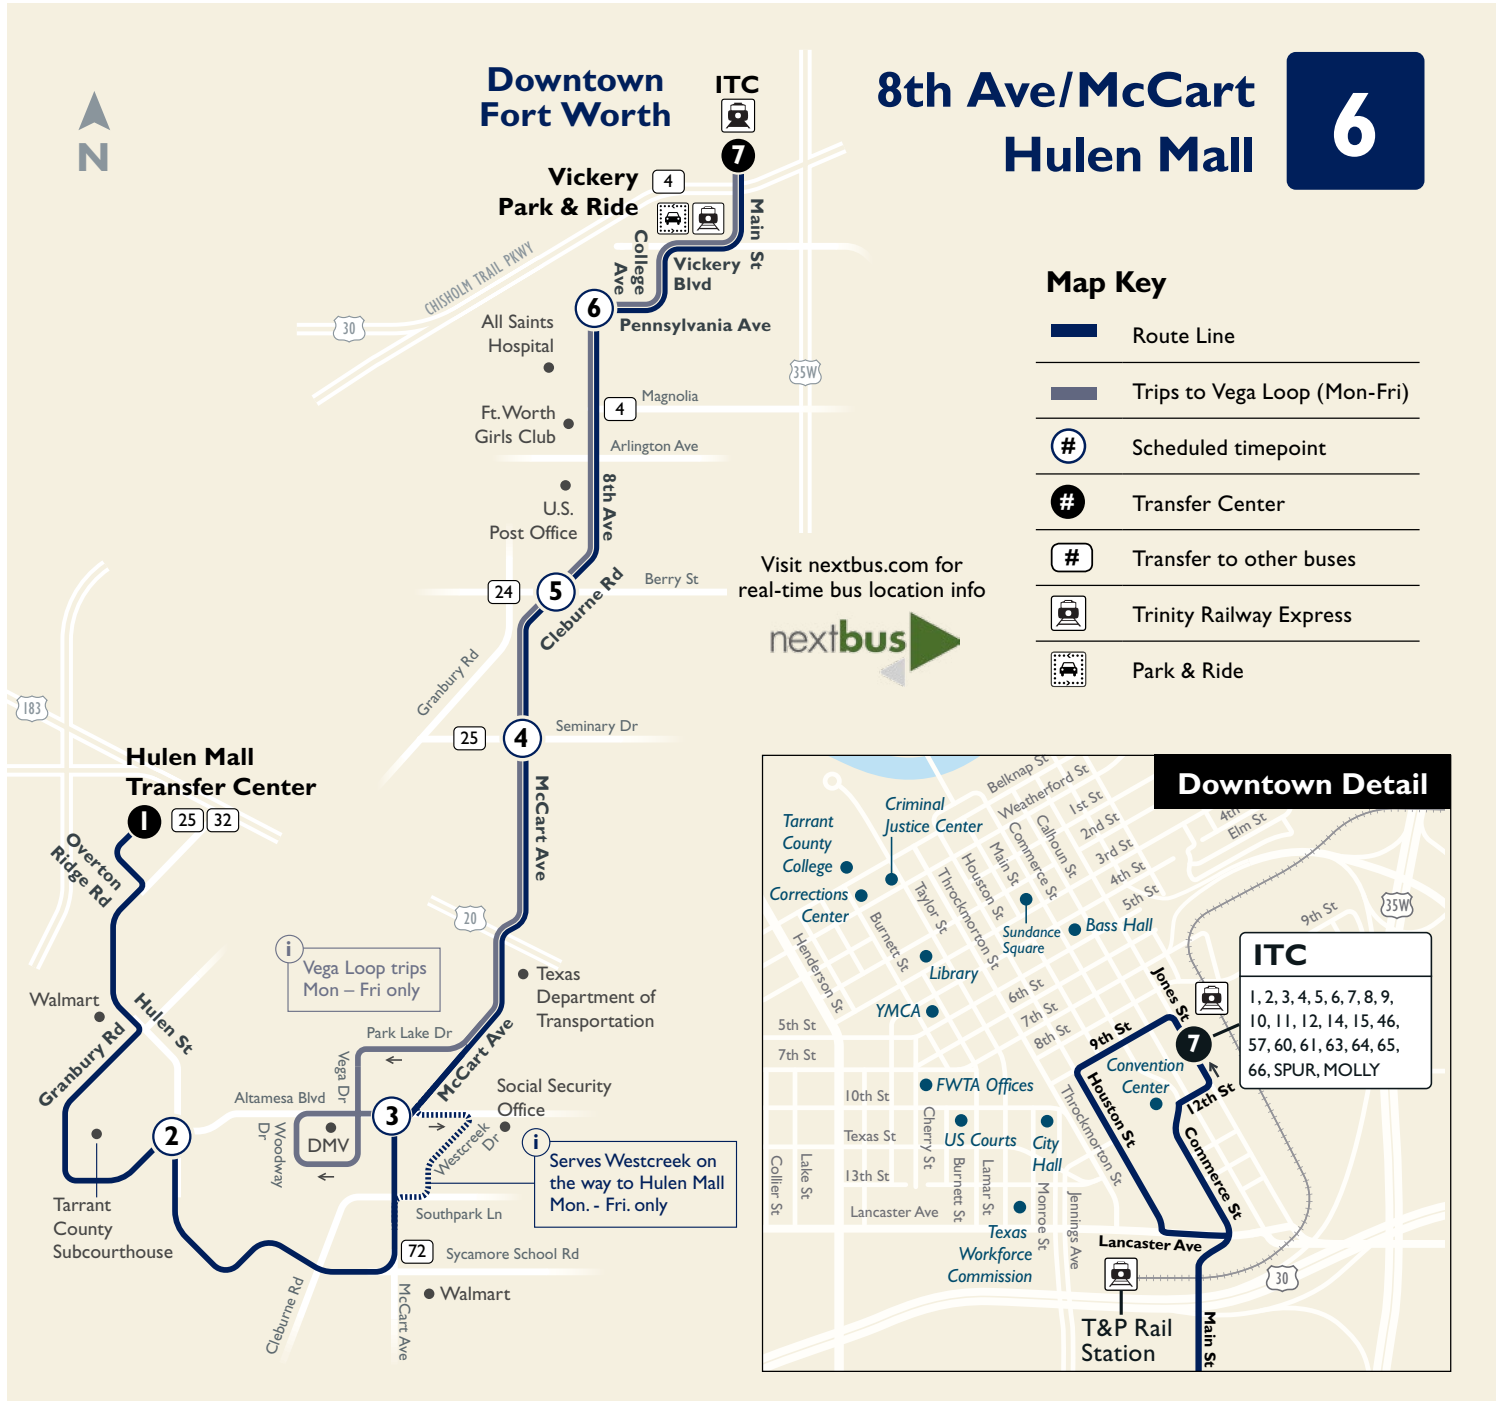 8th Ave/McCart
Hulen Mall
6
N
Downtown
Fort Worth
ITC
7
Vickery
Park & Ride
4
Main St
College
Ave
Vickery
Blvd
CHISHOLM TRAIL PKWY
30
6
Pennsylvania Ave
All Saints
Hospital
35W
Magnolia
4
Ft. Worth
Girls Club
Arlington Ave
8th Ave
U.S.
Post Office
24
5
Berry St
Cleburne Rd
Granbury Rd
25
4
Seminary Dr
183
McCart Ave
Hulen Mall
Transfer Center
1
25
32
Overton
Ridge Rd
20
i
Vega Loop trips
Mon – Fri only
Texas
Department of
Transportation
Walmart
Hulen St
Granbury Rd
Park Lake Dr
McCart Ave
Vega Dr
Altamesa Blvd
Woodway
Dr
DMV
3
Social Security
Office
Westcreek
Dr
i
Serves Westcreek on
the way to Hulen Mall
Mon. - Fri. only
2
Tarrant
County
Subcourthouse
Southpark Ln
72
Sycamore School Rd
Cleburne Rd
McCart Ave
Walmart
Map Key
Route Line
Trips to Vega Loop (Mon-Fri)
#
Scheduled timepoint
#
Transfer Center
#
Transfer to other buses
Trinity Railway Express
Park & Ride
Visit nextbus.com for
real-time bus location info
nextbus
Downtown Detail
Belknap St
Weatherford St
1st St
2nd St
3rd St
4th St
5th St
4th
Elm St
Calhoun St
Commerce St
Main St
Houston St
Throckmorton St
Taylor St
Burnett St
Henderson St
Criminal
Justice Center
Tarrant
County
College
Corrections
Center
Sundance
Square
Bass Hall
Library
YMCA
35W
9th St
6th St
7th St
8th St
5th St
7th St
ITC
1, 2, 3, 4, 5, 6, 7, 8, 9,
10, 11, 12, 14, 15, 46,
57, 60, 61, 63, 64, 65,
66, SPUR, MOLLY
Jones St
7
9th St
Convention
Center
12th St
Houston St
Throckmorton St
Commerce St
FWTA Offices
10th St
Cherry St
US Courts
City
Hall
Texas St
13th St
Collier St
Lake St
Burnett St
Lamar St
Monroe St
Jennings Ave
Lancaster Ave
Texas
Workforce
Commission
Lancaster Ave
30
T&P Rail
Station
Main St